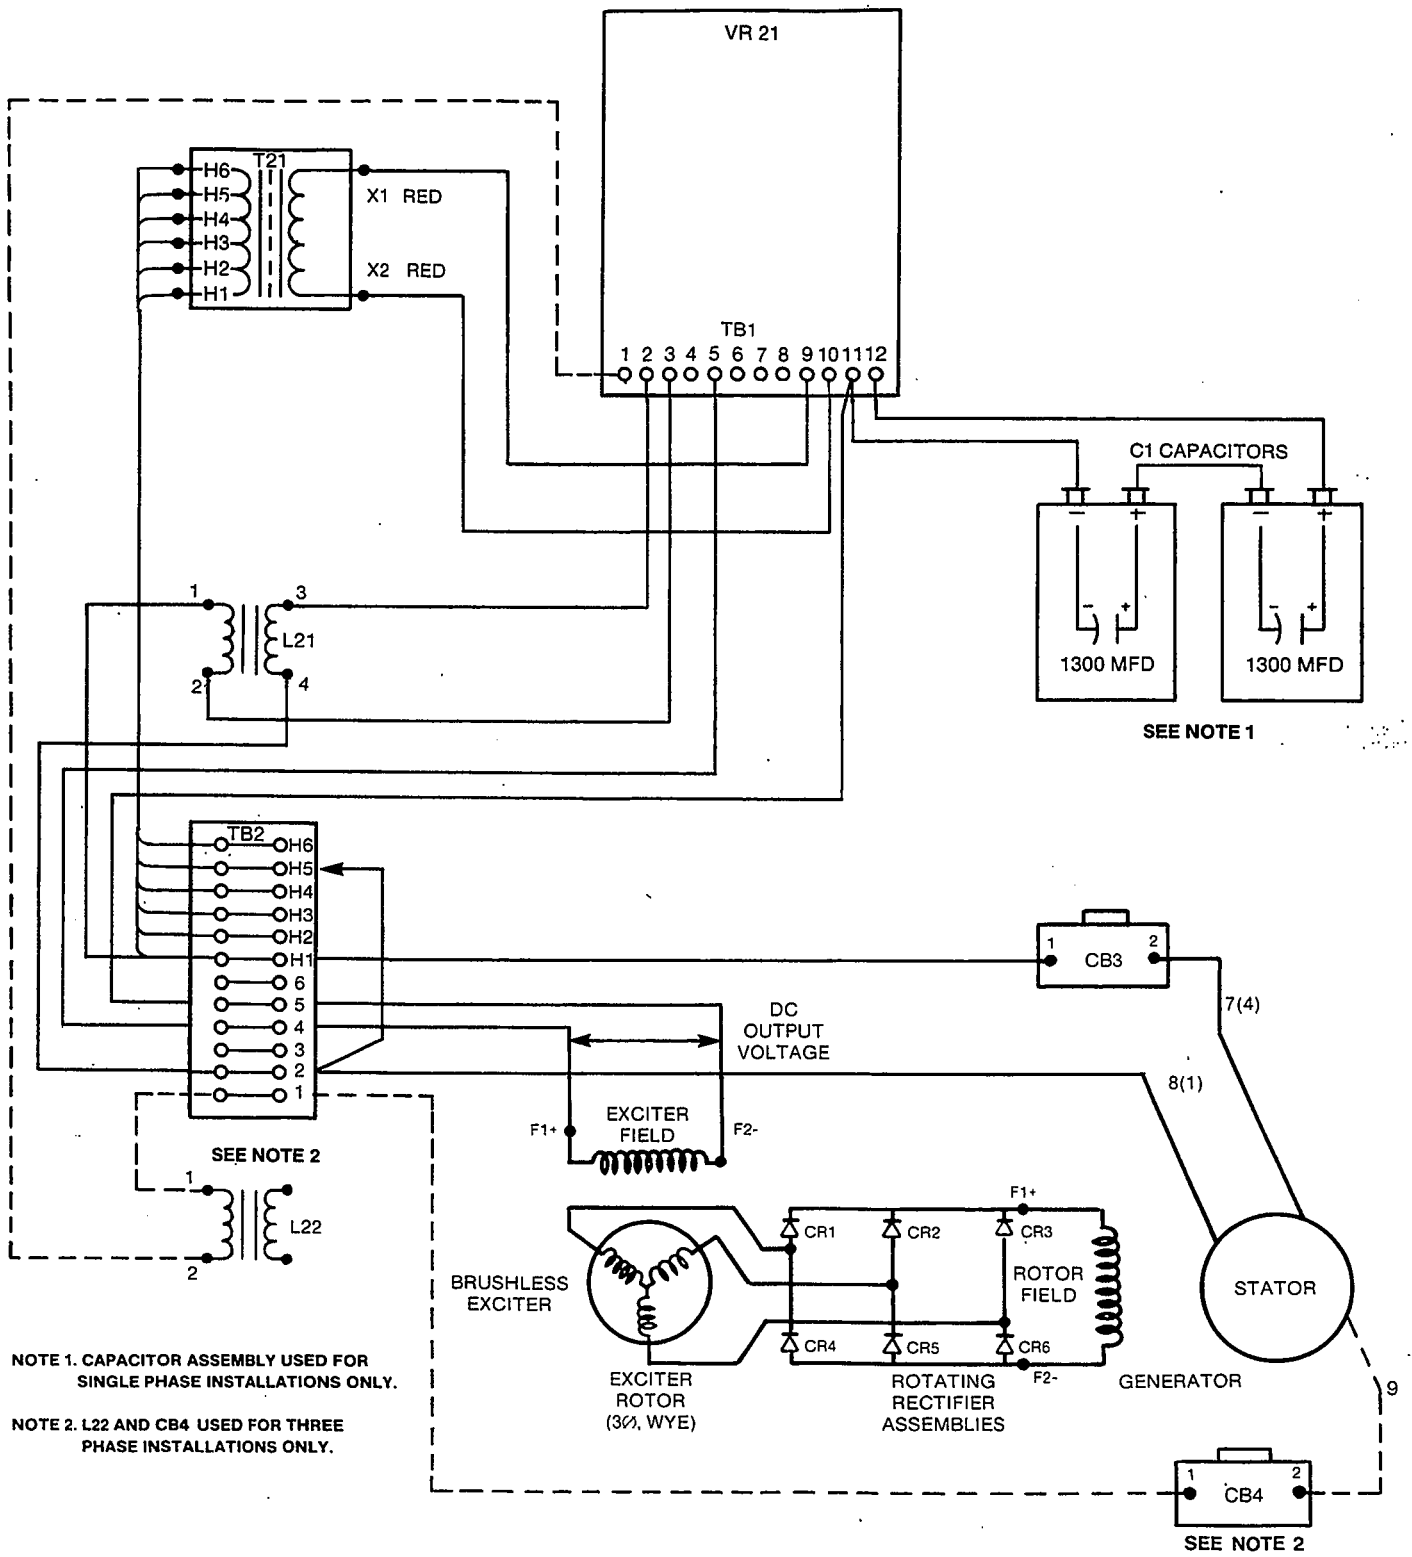 VR 21
T21
H6
H5
H4
H3
H2
H1
X1 RED
X2 RED
TB1
1 2 3 4 5 6 7 8 9 10 11 12
C1 CAPACITORS
− + − +
− + − +
1300 MFD 1300 MFD
SEE NOTE 1
1 3
L21
2 4
TB2
H6
H5
H4
H3
H2
H1
6
5
4
3
2
1
1 2
CB3
7(4)
8(1)
DC
OUTPUT
VOLTAGE
EXCITER
FIELD
F1+ F2-
SEE NOTE 2
1
L22
2
BRUSHLESS
EXCITER
EXCITER
ROTOR
(3∅, WYE)
F1+
CR1 CR2 CR3
ROTOR
FIELD
CR4 CR5 CR6
F2-
ROTATING
RECTIFIER
ASSEMBLIES
GENERATOR
STATOR
9
1 2
CB4
SEE NOTE 2
NOTE 1. CAPACITOR ASSEMBLY USED FOR
SINGLE PHASE INSTALLATIONS ONLY.
NOTE 2. L22 AND CB4 USED FOR THREE
PHASE INSTALLATIONS ONLY.